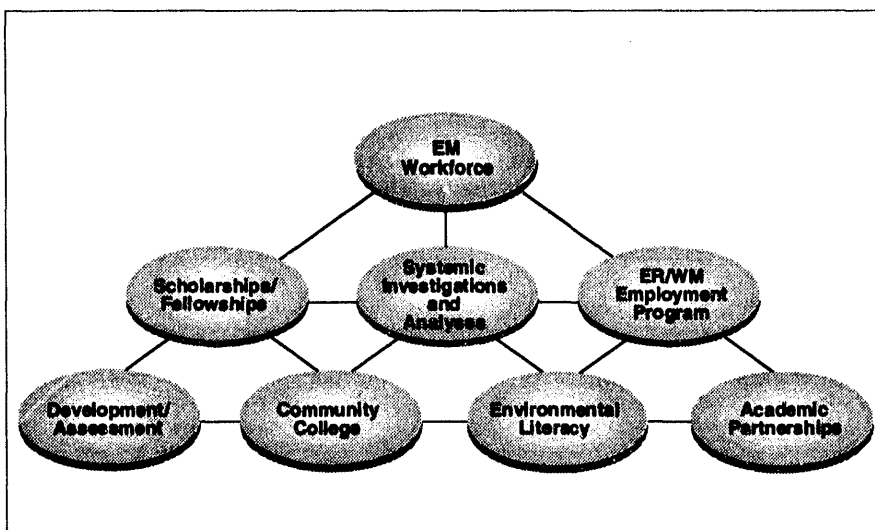 EM
Workforce
Scholarships/
Fellowships
Systemic
Investigations
and
Analyses
ER/WM
Employment
Program
Development/
Assessment
Community
College
Environmental
Literacy
Academic
Partnerships